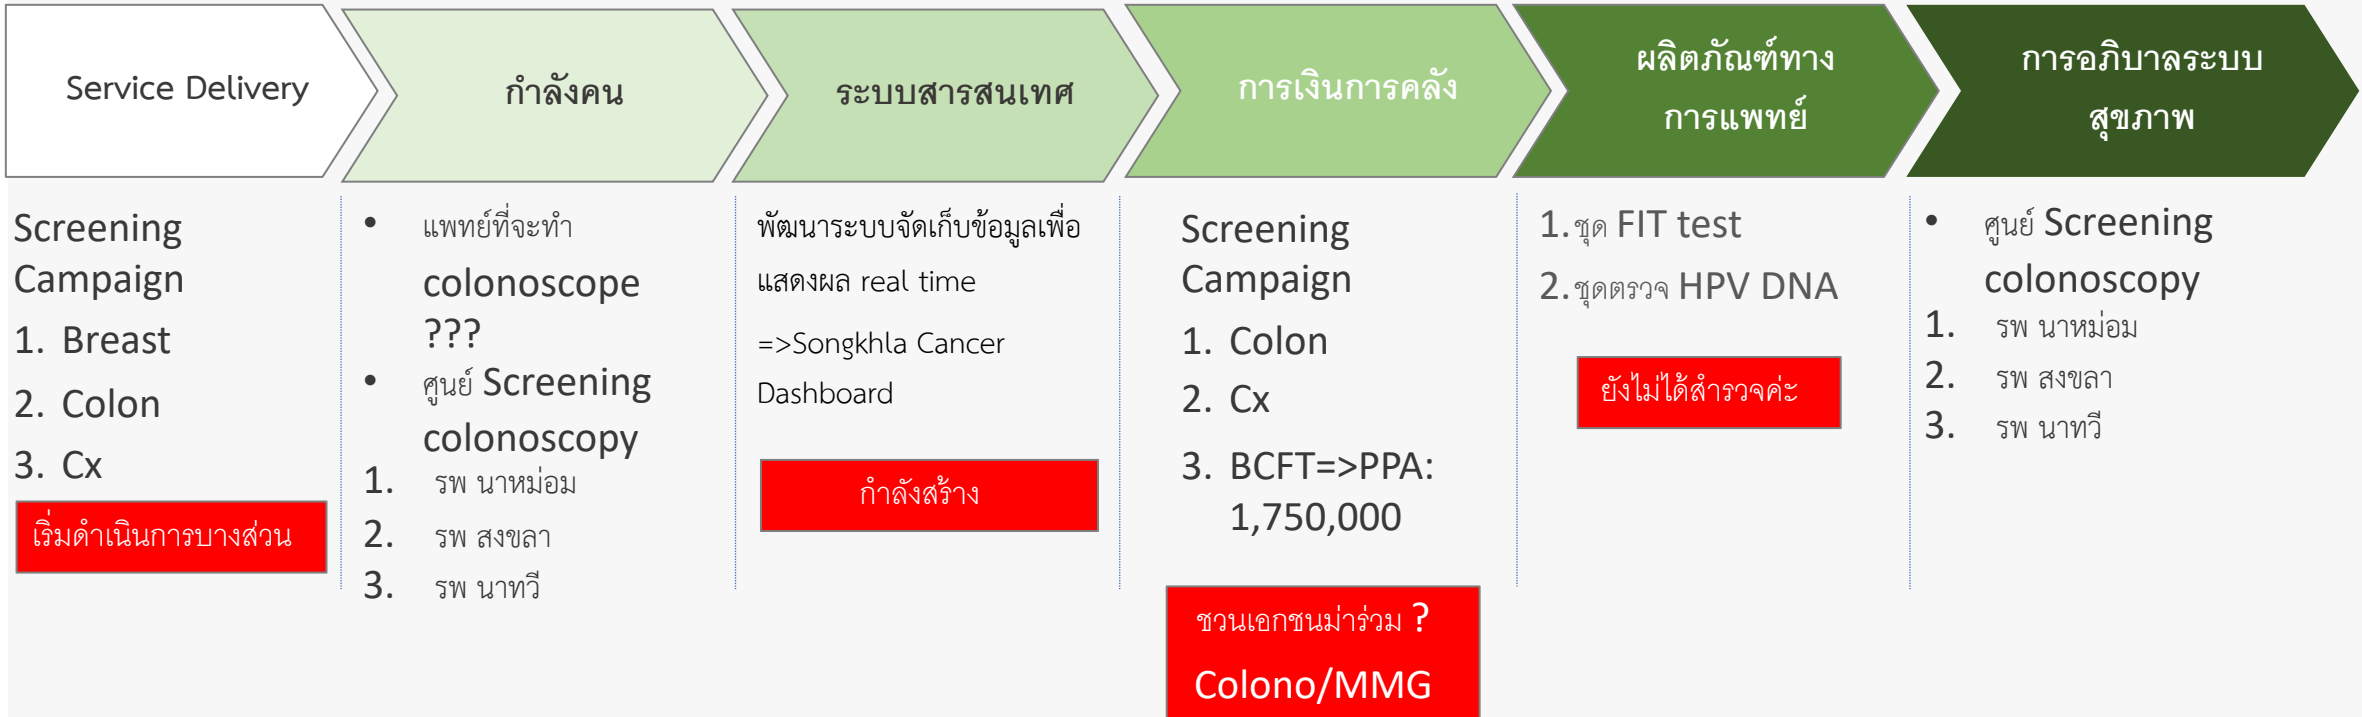 Service Delivery
กำลังคน
ระบบสารสนเทศ
การเงินการคลัง
ผลิตภัณฑ์ทาง
การแพทย์
การอภิบาลระบบ
สุขภาพ
Screening
Campaign
1. Breast
2. Colon
3. Cx
เริ่มดำเนินการบางส่วน
• แพทย์ที่จะทำ
colonoscope
???
• ศูนย์ Screening
colonoscopy
1. รพ นาหม่อม
2. รพ สงขลา
3. รพ นาทวี
พัฒนาระบบจัดเก็บข้อมูลเพื่อ
แสดงผล real time
=>Songkhla Cancer
Dashboard
กำลังสร้าง
Screening
Campaign
1. Colon
2. Cx
3. BCFT=>PPA:
1,750,000
ชวนเอกชนม่าร่วม ?
Colono/MMG
1. ชุด FIT test
2. ชุดตรวจ HPV DNA
ยังไม่ได้สำรวจค่ะ
• ศูนย์ Screening
colonoscopy
1. รพ นาหม่อม
2. รพ สงขลา
3. รพ นาทวี